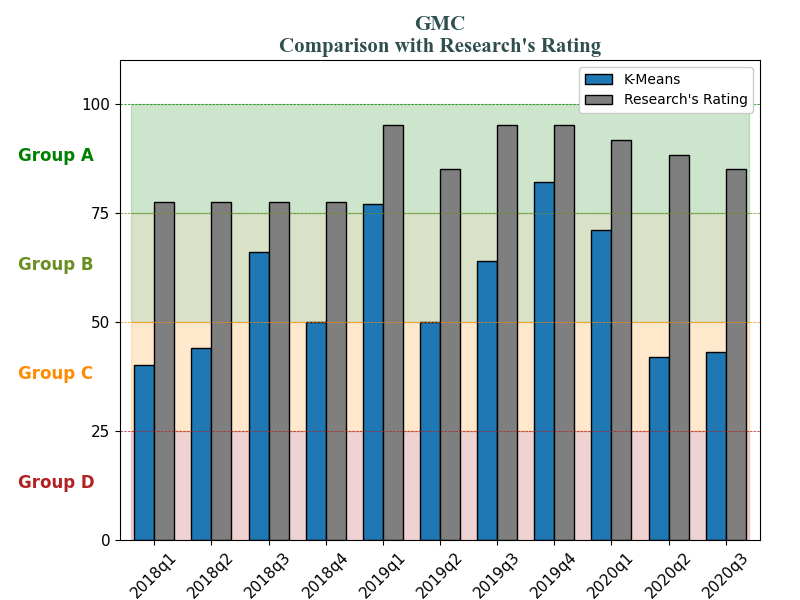 GMC
Comparison with Research's Rating
K-Means
Research's Rating
100
Group A
75
Group B
50
Group C
25
Group D
0
2018q1
2018q2
2018q3
2018q4
2019q1
2019q2
2019q3
2019q4
2020q1
2020q2
2020q3